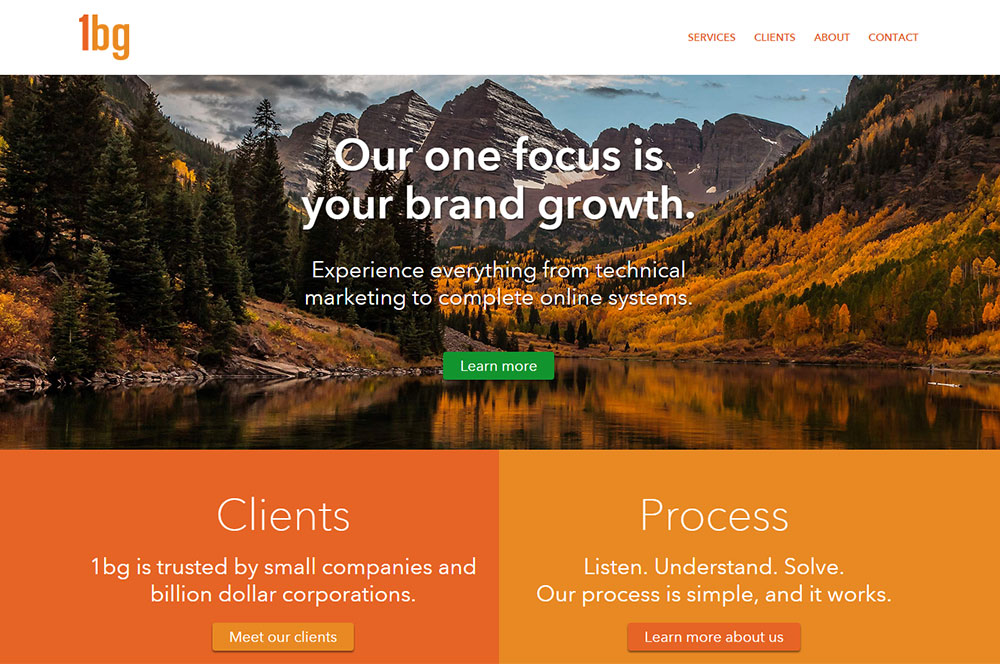 1bg
SERVICES CLIENTS ABOUT CONTACT
Our one focus is
your brand growth.
Experience everything from technical
marketing to complete online systems.
Learn more
Clients
1bg is trusted by small companies and
billion dollar corporations.
Meet our clients
Process
Listen. Understand. Solve.
Our process is simple, and it works.
Learn more about us